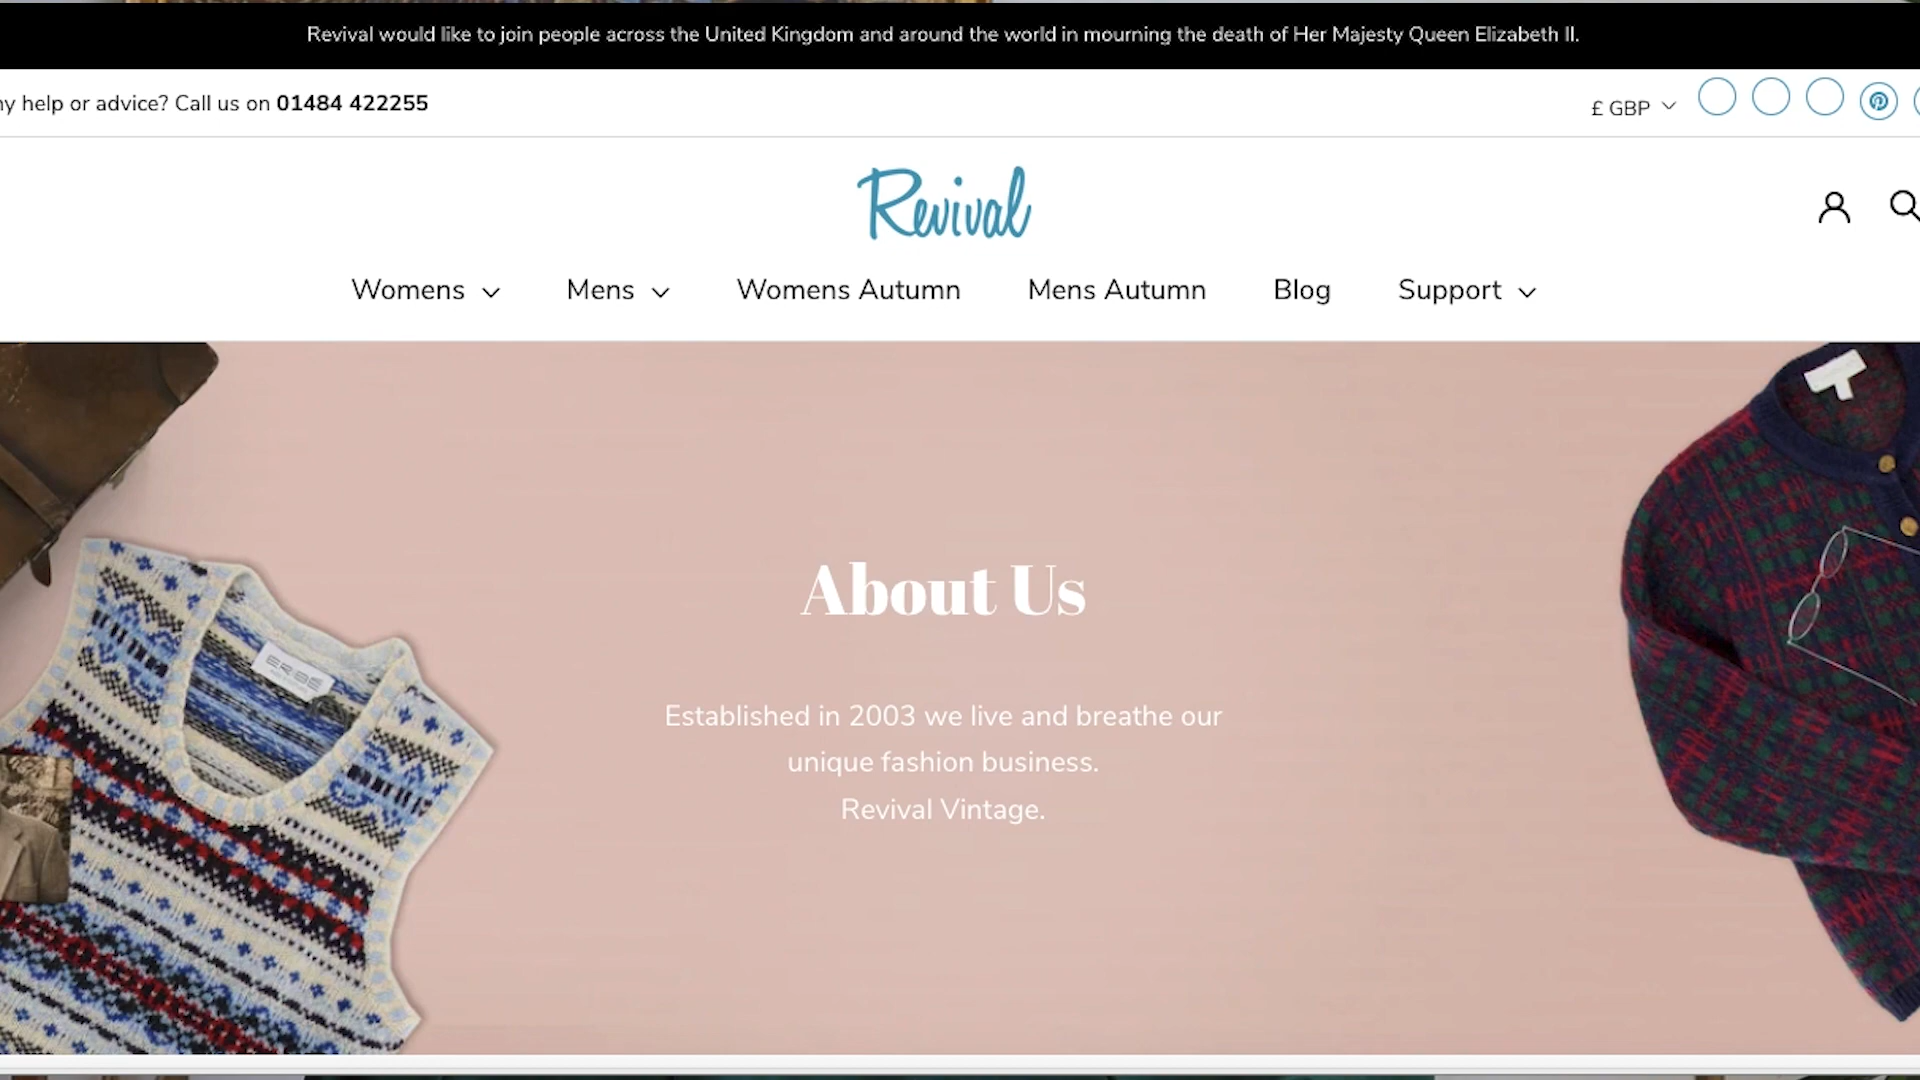 Revival would like to join people across the United Kingdom and around the world in mourning the death of Her Majesty Queen Elizabeth II.
help or advice? Call us on 01484 422255
£ GBP
Revival
Womens
Mens
Womens Autumn
Mens Autumn
Blog
Support
About Us
Established in 2003 we live and breathe our
unique fashion business.
Revival Vintage.